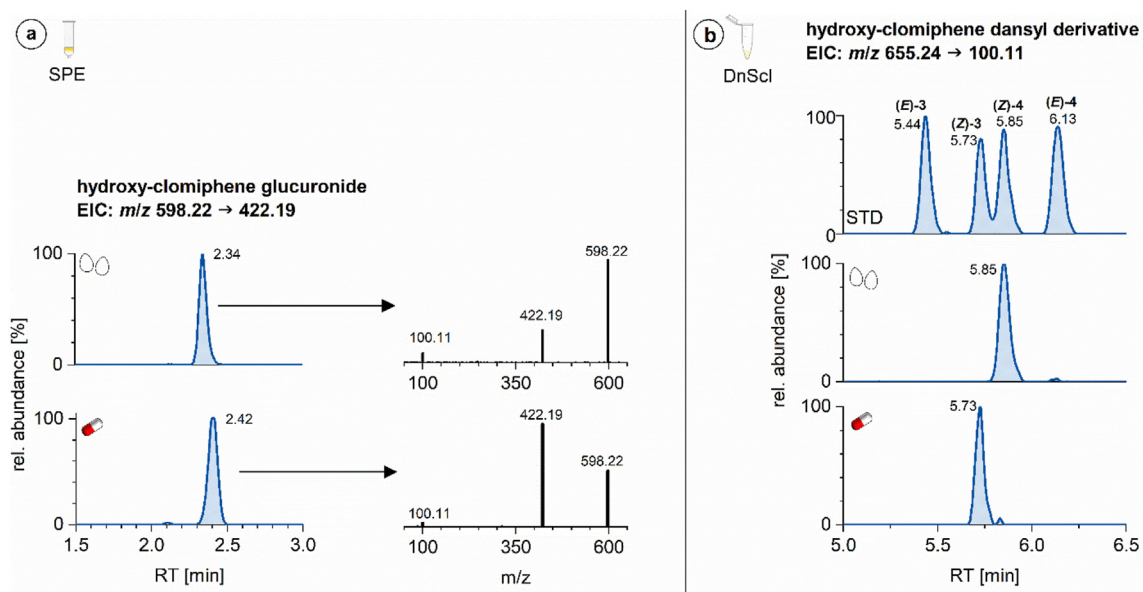 a
SPE
hydroxy-clomiphene glucuronide
EIC: m/z 598.22 → 422.19
rel. abundance [%]
100
0
2.34
598.22
422.19
100.11
100 350 600
100
0
2.42
422.19
598.22
100.11
1.5 2.0 2.5 3.0
RT [min]
100 350 600
m/z
b
DnScl
hydroxy-clomiphene dansyl derivative
EIC: m/z 655.24 → 100.11
rel. abundance [%]
100
0
STD
(E)-3
5.44
(Z)-3
5.73
(Z)-4
5.85
(E)-4
6.13
100
0
5.85
100
0
5.73
5.0 5.5 6.0 6.5
RT [min]